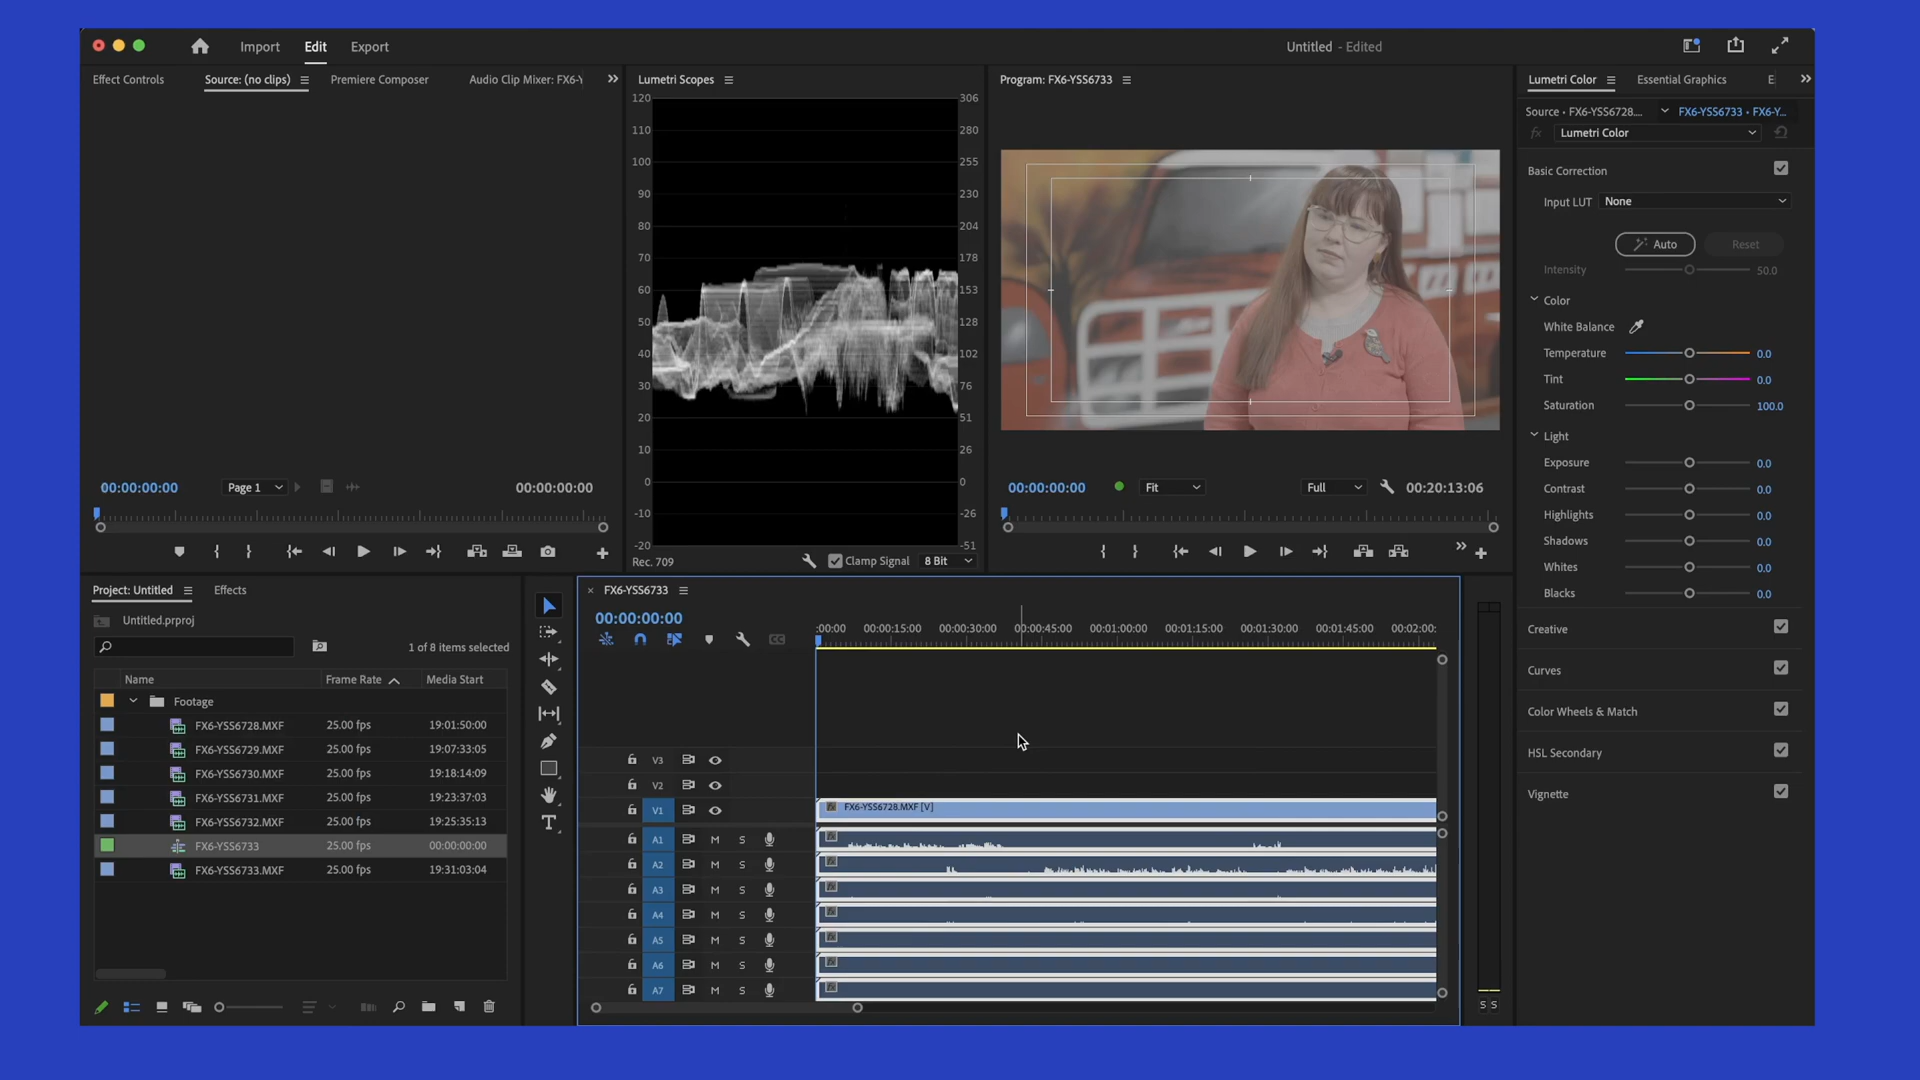 Import Edit Export
Untitled - Edited
Effect Controls Source: (no clips) Premiere Composer Audio Clip Mixer: FX6-Y
Lumetri Scopes
Program: FX6-YSS6733
Lumetri Color Essential Graphics E
Source • FX6-YSS6728.... FX6-YSS6733 • FX6-Y...
fx Lumetri Color
Basic Correction
Input LUT None
Auto Reset
Intensity 50.0
Color
White Balance
Temperature 0.0
Tint 0.0
Saturation 100.0
Light
Exposure 0.0
Contrast 0.0
Highlights 0.0
Shadows 0.0
Whites 0.0
Blacks 0.0
Creative
Curves
Color Wheels & Match
HSL Secondary
Vignette
120 306
110 280
100 255
90 230
80 204
70 178
60 153
50 128
40 102
30 76
20 51
10 26
0 0
-10 -26
-20 -51
Rec. 709 Clamp Signal 8 Bit
00:00:00:00 Page 1 00:00:00:00
00:00:00:00 Fit Full 00:20:13:06
Project: Untitled Effects
Untitled.prproj
1 of 8 items selected
Name Frame Rate Media Start
Footage
FX6-YSS6728.MXF 25.00 fps 19:01:50:00
FX6-YSS6729.MXF 25.00 fps 19:07:33:05
FX6-YSS6730.MXF 25.00 fps 19:18:14:09
FX6-YSS6731.MXF 25.00 fps 19:23:37:03
FX6-YSS6732.MXF 25.00 fps 19:25:35:13
FX6-YSS6733 25.00 fps 00:00:00:00
FX6-YSS6733.MXF 25.00 fps 19:31:03:04
× FX6-YSS6733
00:00:00:00
:00:00 00:00:15:00 00:00:30:00 00:00:45:00 00:01:00:00 00:01:15:00 00:01:30:00 00:01:45:00 00:02:00:
CC
V3
V2
V1 FX6-YSS6728.MXF [V]
A1 M S
A2 M S
A3 M S
A4 M S
A5 M S
A6 M S
A7 M S
S S